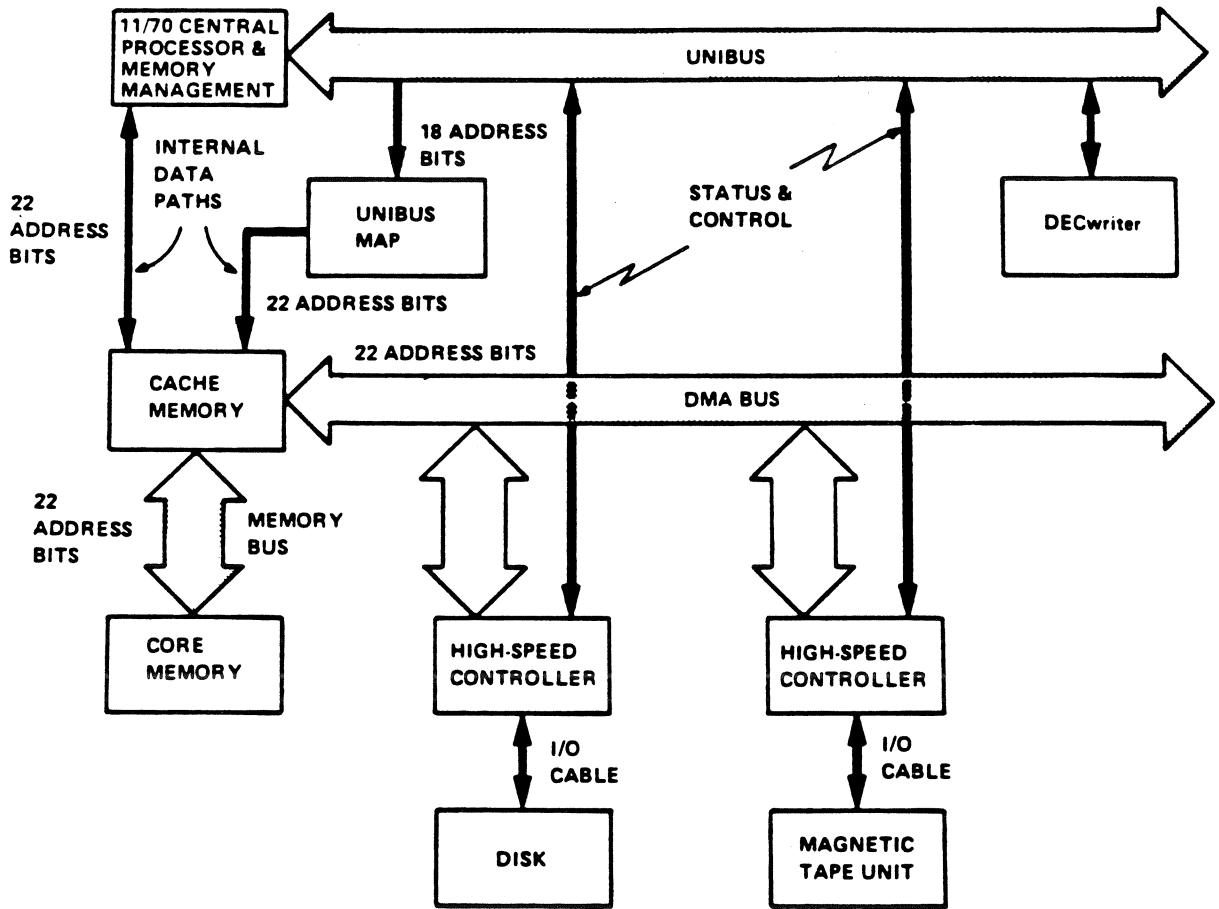 11/70 CENTRAL
PROCESSOR &
MEMORY
MANAGEMENT
UNIBUS
18 ADDRESS
BITS
INTERNAL
DATA
PATHS
22
ADDRESS
BITS
UNIBUS
MAP
STATUS &
CONTROL
DECwriter
22 ADDRESS BITS
22 ADDRESS BITS
CACHE
MEMORY
DMA BUS
22
ADDRESS
BITS
MEMORY
BUS
CORE
MEMORY
HIGH-SPEED
CONTROLLER
HIGH-SPEED
CONTROLLER
I/O
CABLE
I/O
CABLE
DISK
MAGNETIC
TAPE UNIT